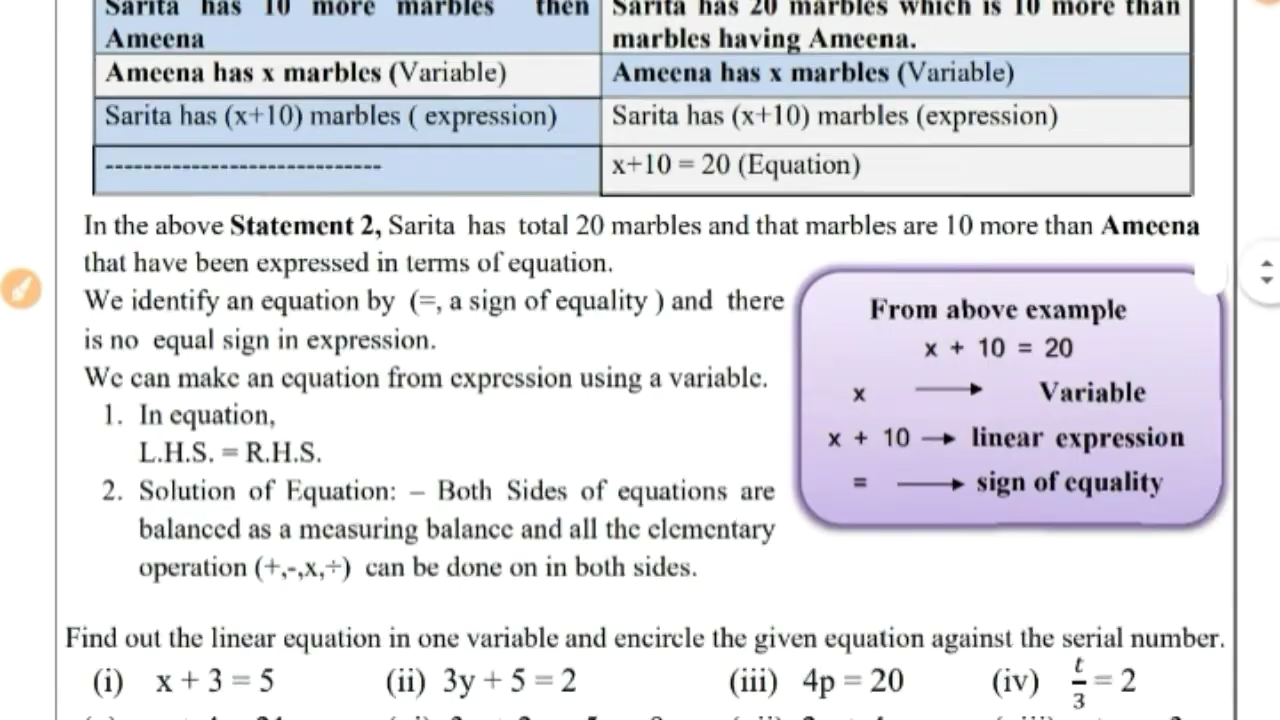 Sarita has 10 more marbles then
Ameena
Sarita has 20 marbles which is 10 more than
marbles having Ameena.
Ameena has x marbles (Variable)
Ameena has x marbles (Variable)
Sarita has (x+10) marbles ( expression)
Sarita has (x+10) marbles (expression)
-----------------------------
x+10 = 20 (Equation)
In the above Statement 2, Sarita has total 20 marbles and that marbles are 10 more than Ameena
that have been expressed in terms of equation.
We identify an equation by (=, a sign of equality ) and there
is no equal sign in expression.
We can make an equation from expression using a variable.
1. In equation,
L.H.S. = R.H.S.
2. Solution of Equation: – Both Sides of equations are
balanced as a measuring balance and all the elementary
operation (+,-,x,÷) can be done on in both sides.
From above example
x + 10 = 20
x → Variable
x + 10 → linear expression
= → sign of equality
Find out the linear equation in one variable and encircle the given equation against the serial number.
(i) x + 3 = 5 (ii) 3y + 5 = 2 (iii) 4p = 20 (iv) t/3 = 2